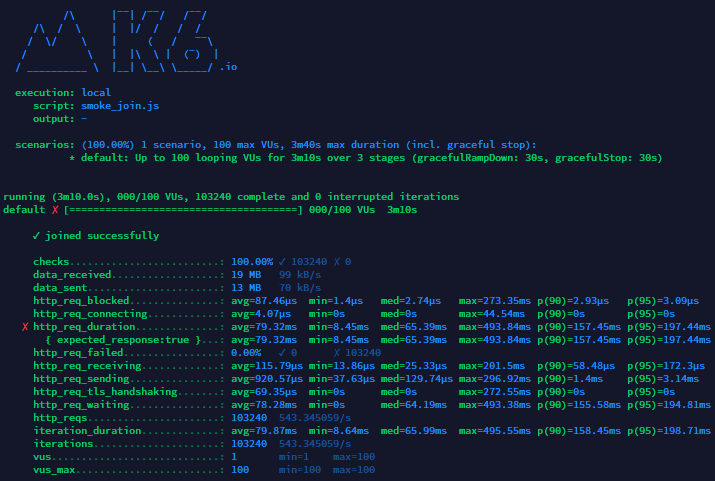 .io
execution: local
script: smoke_join.js
output: -
scenarios: (100.00%) 1 scenario, 100 max VUs, 3m40s max duration (incl. graceful stop):
* default: Up to 100 looping VUs for 3m10s over 3 stages (gracefulRampDown: 30s, gracefulStop: 30s)
running (3m10.0s), 000/100 VUs, 103240 complete and 0 interrupted iterations
default ✗ [======================================] 000/100 VUs  3m10s
✓ joined successfully
checks.........................: 100.00% ✓ 103240 ✗ 0
data_received..................: 19 MB   99 kB/s
data_sent......................: 13 MB   70 kB/s
http_req_blocked...............: avg=87.46µs  min=1.4µs   med=2.74µs   max=273.35ms p(90)=2.93µs   p(95)=3.09µs
http_req_connecting............: avg=4.07µs   min=0s      med=0s       max=44.54ms  p(90)=0s       p(95)=0s
✗ http_req_duration..............: avg=79.32ms  min=8.45ms  med=65.39ms  max=493.84ms p(90)=157.45ms p(95)=197.44ms
{ expected_response:true }...: avg=79.32ms  min=8.45ms  med=65.39ms  max=493.84ms p(90)=157.45ms p(95)=197.44ms
http_req_failed................: 0.00%   ✓ 0      ✗ 103240
http_req_receiving.............: avg=115.79µs min=13.86µs med=25.33µs  max=201.5ms  p(90)=58.48µs  p(95)=172.3µs
http_req_sending...............: avg=920.57µs min=37.63µs med=129.74µs max=296.92ms p(90)=1.4ms    p(95)=3.14ms
http_req_tls_handshaking.......: avg=69.35µs  min=0s      med=0s       max=272.55ms p(90)=0s       p(95)=0s
http_req_waiting...............: avg=78.28ms  min=0s      med=64.19ms  max=493.38ms p(90)=155.58ms p(95)=194.81ms
http_reqs......................: 103240  543.345059/s
iteration_duration.............: avg=79.87ms  min=8.64ms  med=65.99ms  max=495.55ms p(90)=158.45ms p(95)=198.71ms
iterations.....................: 103240  543.345059/s
vus............................: 1       min=1    max=100
vus_max........................: 100     min=100  max=100